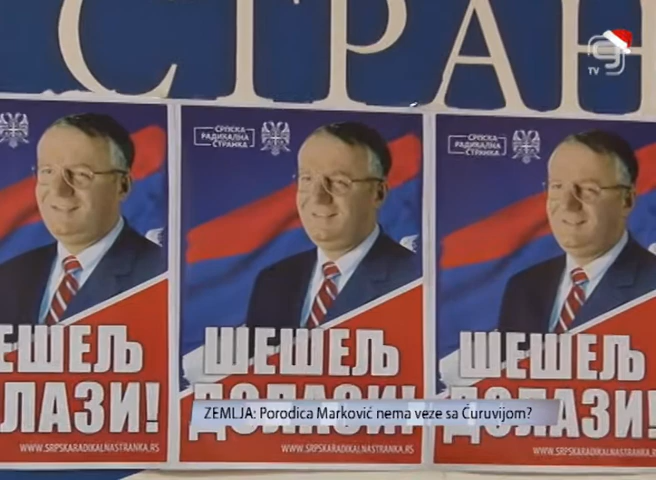 СТРАН
g
TV
СРПСКА
РАДИКАЛНА
СТРАНКА
СРПСКА
РАДИКАЛНА
СТРАНКА
ЕШЕЉ
ЛАЗИ!
WWW.SRPSKARADIKALNASTRANKA.RS
ШЕШЕЉ
ДОЛАЗИ!
WWW.SRPSKARADIKALNASTRANKA.RS
ШЕШЕЉ
ДОЛАЗИ!
WWW.SRPSKARADIKALNASTRANKA.RS
ZEMLJA: Porodica Marković nema veze sa Ćuruvijom?